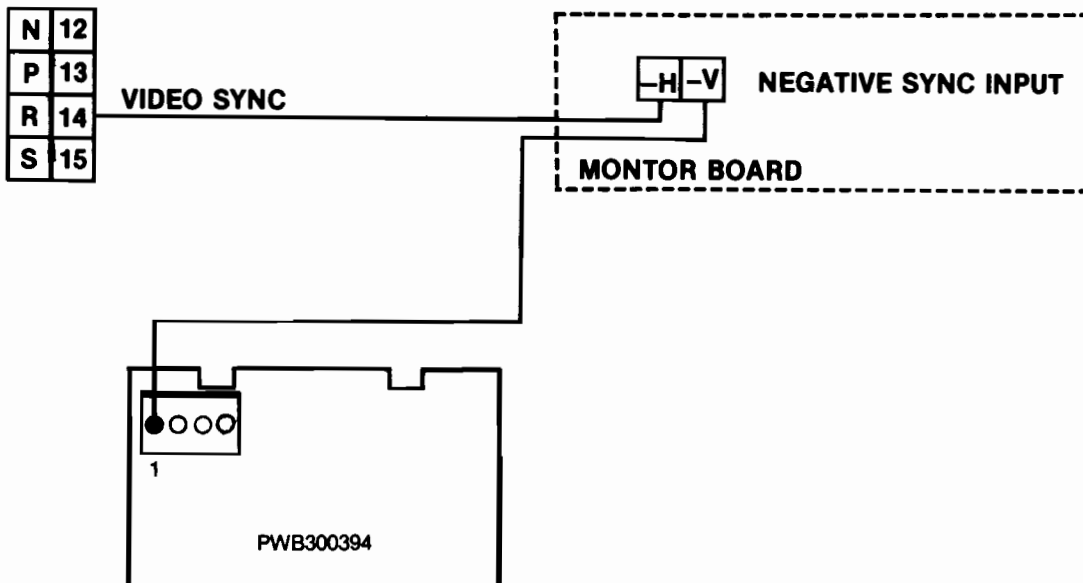 N 12
P 13
R 14
S 15
VIDEO SYNC
–H –V
NEGATIVE SYNC INPUT
MONTOR BOARD
1
PWB300394